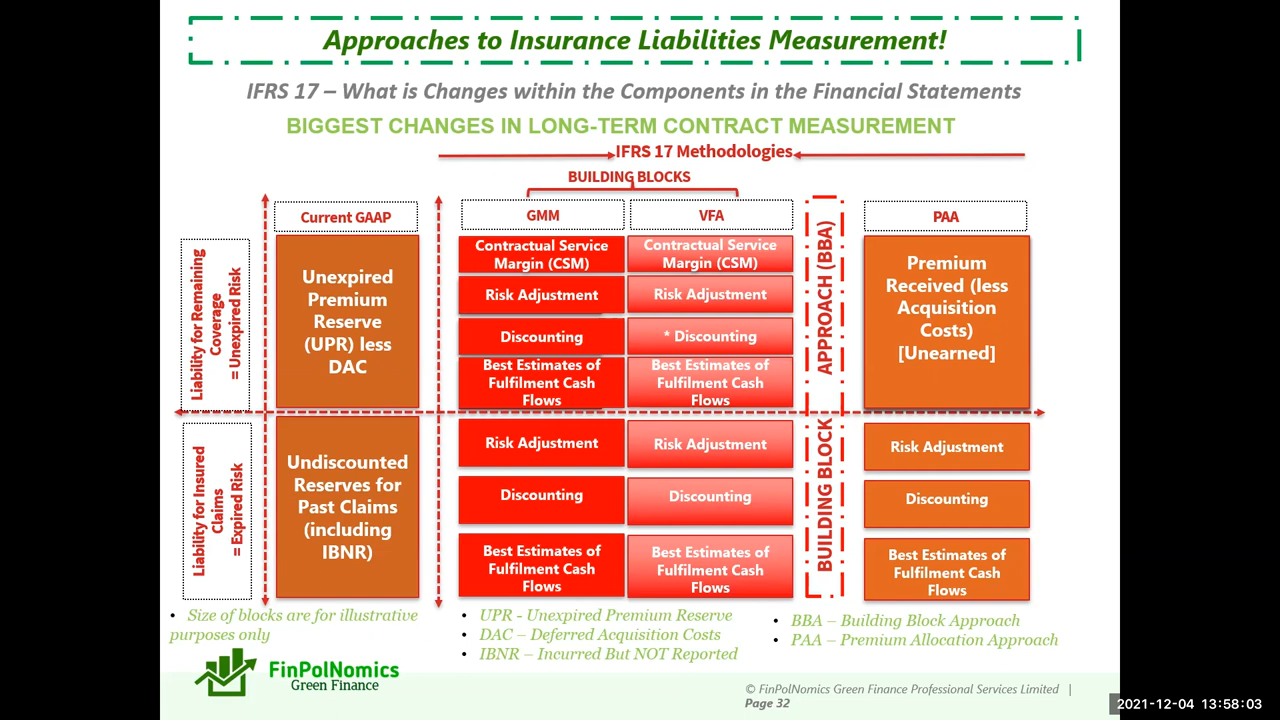 Approaches to Insurance Liabilities Measurement!
IFRS 17 – What is Changes within the Components in the Financial Statements
BIGGEST CHANGES IN LONG-TERM CONTRACT MEASUREMENT
IFRS 17 Methodologies
BUILDING BLOCKS
Current GAAP
GMM
VFA
PAA
Liability for Remaining
Coverage
= Unexpired Risk
Unexpired
Premium
Reserve
(UPR) less
DAC
Contractual Service
Margin (CSM)
Risk Adjustment
Discounting
Best Estimates of
Fulfilment Cash
Flows
Contractual Service
Margin (CSM)
Risk Adjustment
* Discounting
Best Estimates of
Fulfilment Cash
Flows
BUILDING BLOCK APPROACH (BBA)
Premium
Received (less
Acquisition
Costs)
[Unearned]
Liability for Insured
Claims
= Expired Risk
Undiscounted
Reserves for
Past Claims
(including
IBNR)
Risk Adjustment
Discounting
Best Estimates of
Fulfilment Cash
Flows
Risk Adjustment
Discounting
Best Estimates of
Fulfilment Cash
Flows
Risk Adjustment
Discounting
Best Estimates of
Fulfilment Cash
Flows
• Size of blocks are for illustrative
purposes only
• UPR - Unexpired Premium Reserve
• DAC – Deferred Acquisition Costs
• IBNR – Incurred But NOT Reported
• BBA – Building Block Approach
• PAA – Premium Allocation Approach
FinPolNomics
Green Finance
© FinPolNomics Green Finance Professional Services Limited |
Page 32
2021-12-04 13:58:03